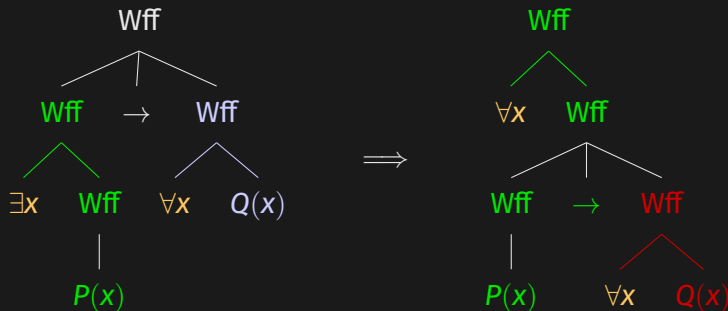 Wff Wff
Wff → Wff ∀x Wff
⟹
∃x Wff ∀x Q(x) Wff → Wff
P(x) P(x) ∀x Q(x)